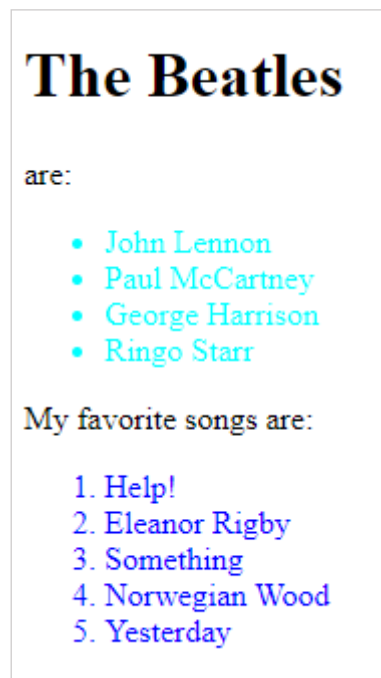 The Beatles
are:
• John Lennon
• Paul McCartney
• George Harrison
• Ringo Starr
My favorite songs are:
1. Help!
2. Eleanor Rigby
3. Something
4. Norwegian Wood
5. Yesterday